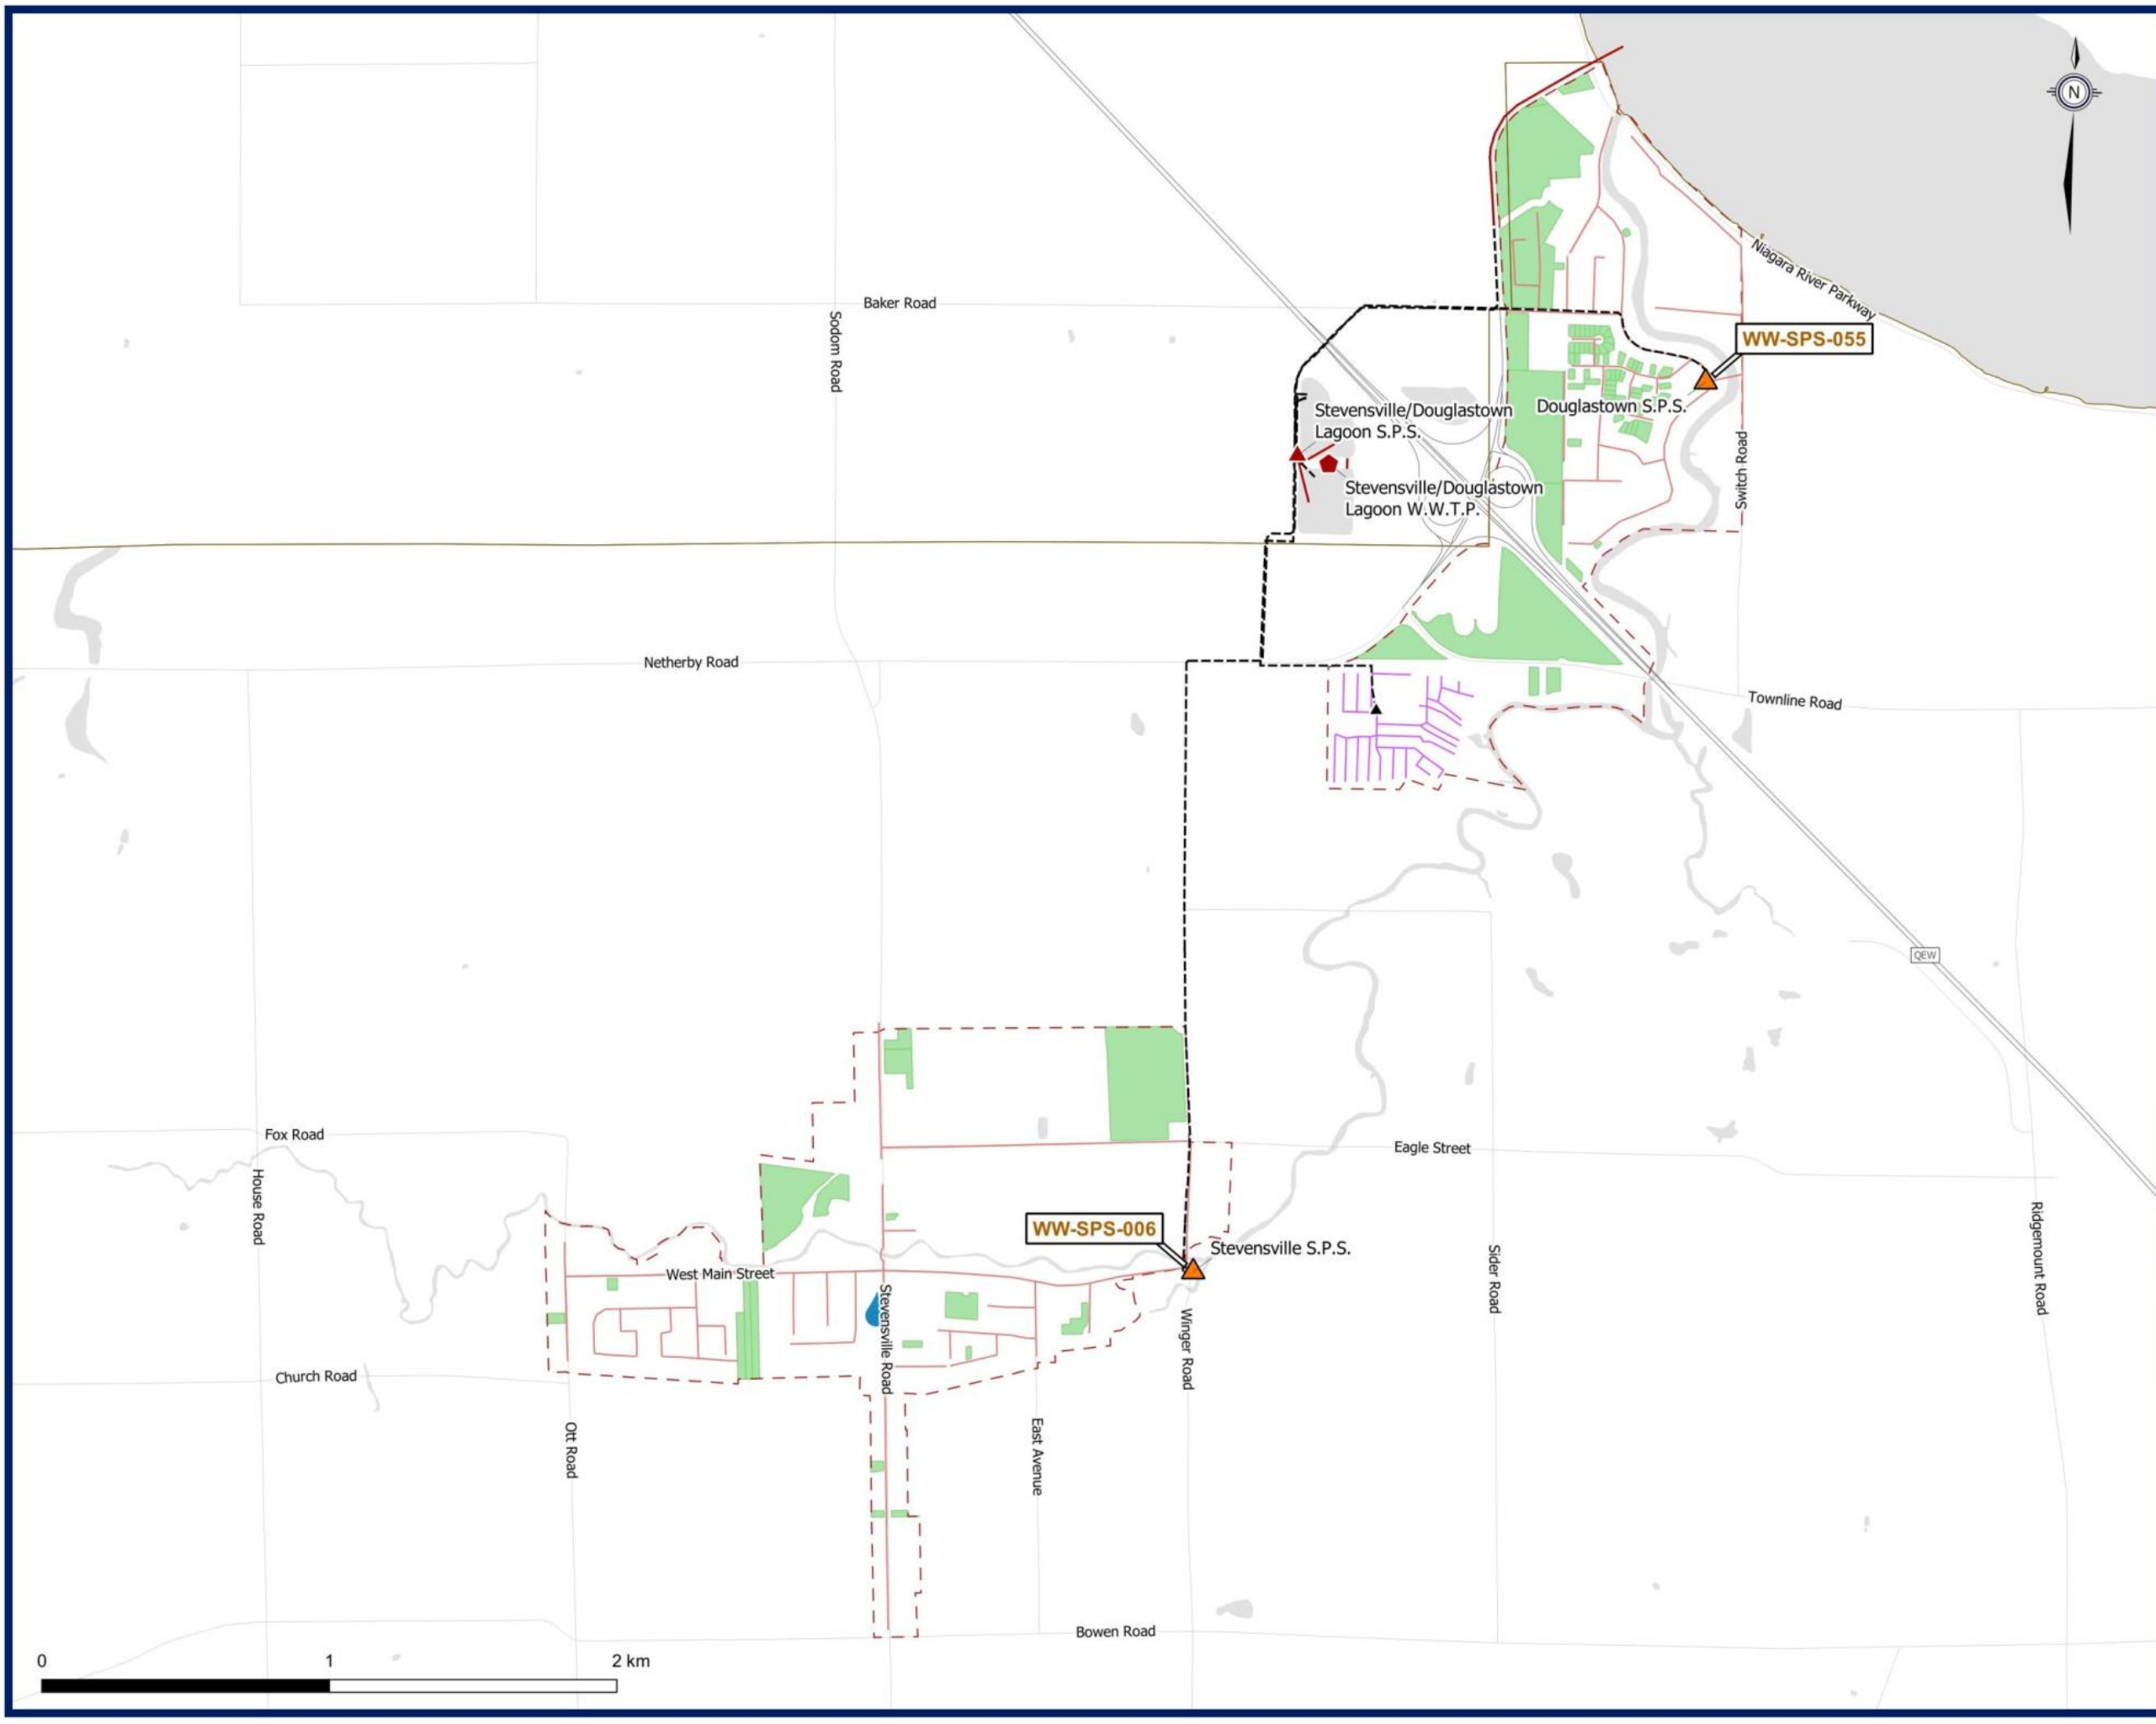 N
Niagara River Parkway
Baker Road
Sodom Road
WW-SPS-055
Stevensville/Douglastown
Lagoon S.P.S.
Douglastown S.P.S.
Switch Road
Stevensville/Douglastown
Lagoon W.W.T.P.
Netherby Road
Townline Road
QEW
Fox Road
Eagle Street
House Road
WW-SPS-006
Stevensville S.P.S.
Ridgemount Road
West Main Street
Sider Road
Stevensville Road
Winger Road
Church Road
Ott Road
East Avenue
Bowen Road
0 1 2 km